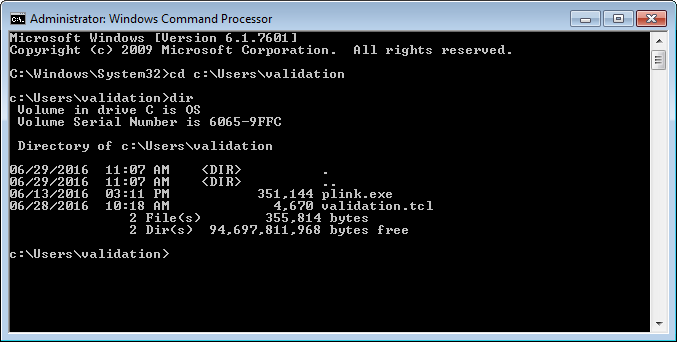 Administrator: Windows Command Processor
Microsoft Windows [Version 6.1.7601]
Copyright (c) 2009 Microsoft Corporation.  All rights reserved.
C:\Windows\System32>cd c:\Users\validation
c:\Users\validation>dir
 Volume in drive C is OS
 Volume Serial Number is 6065-9FFC
 Directory of c:\Users\validation
06/29/2016  11:07 AM    <DIR>          .
06/29/2016  11:07 AM    <DIR>          ..
06/13/2016  03:11 PM           351,144 plink.exe
06/28/2016  10:18 AM             4,670 validation.tcl
               2 File(s)        355,814 bytes
               2 Dir(s)  94,697,811,968 bytes free
c:\Users\validation>